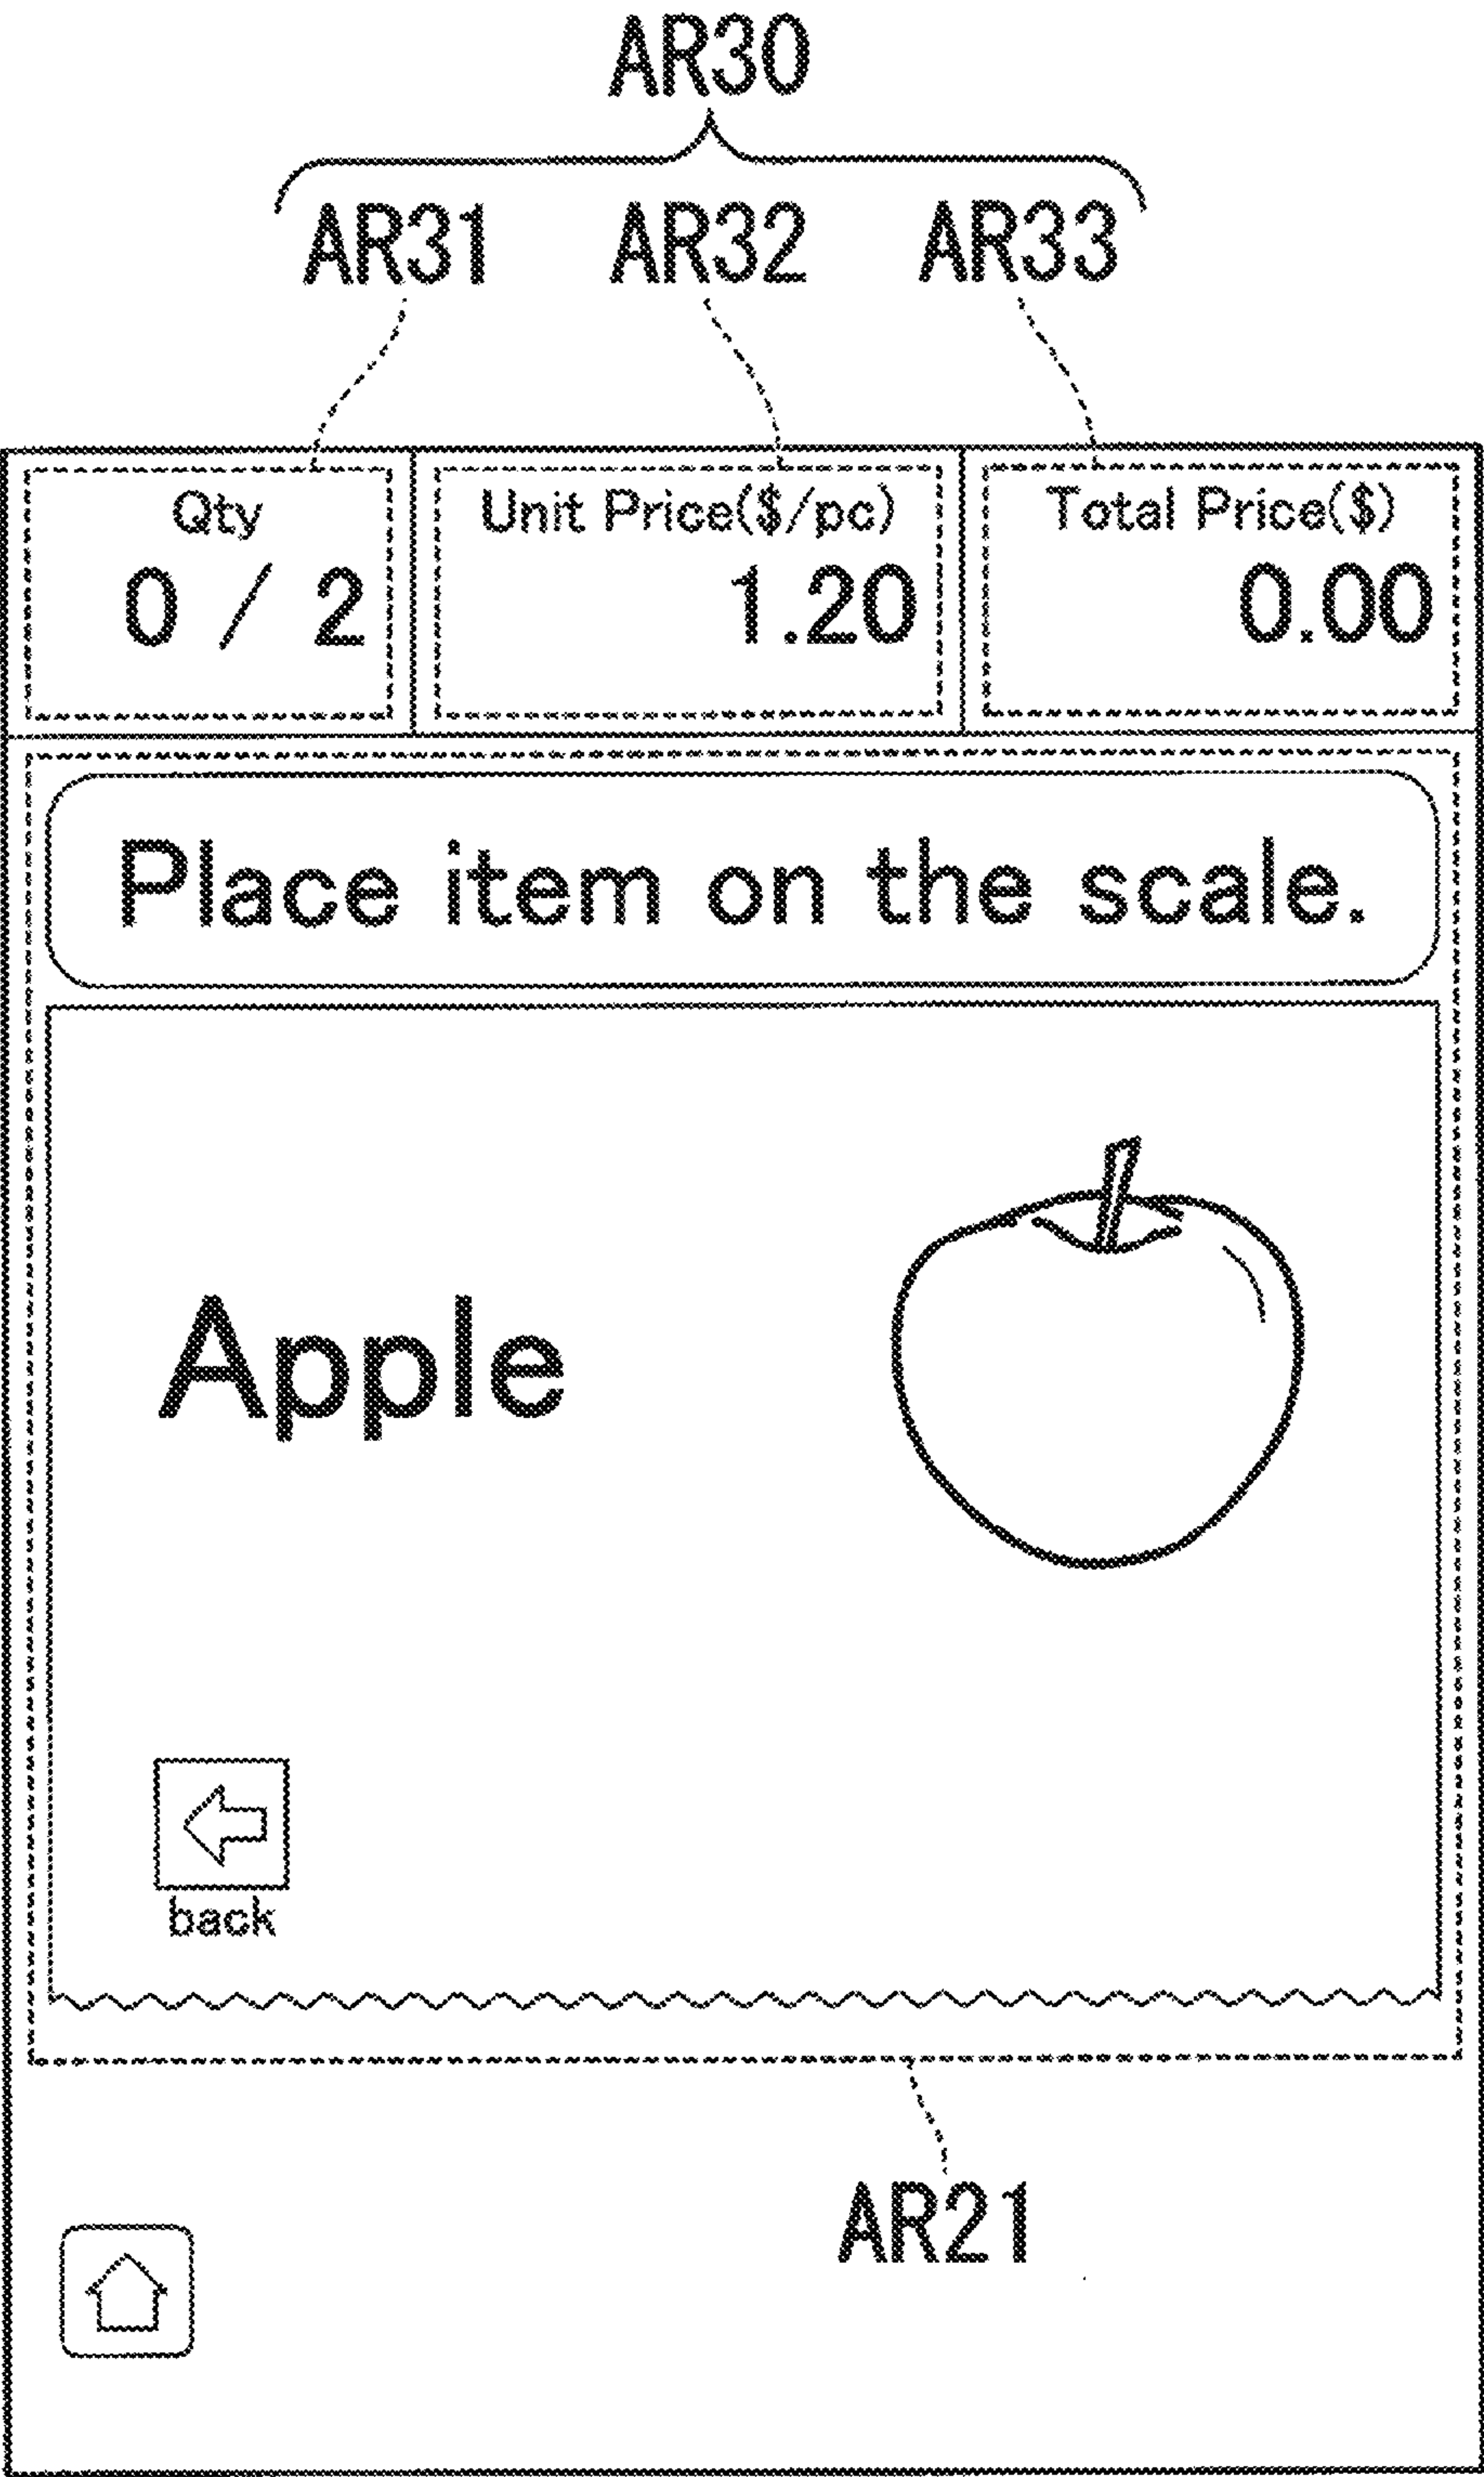 AR30
AR31 AR32 AR33
Qty Unit Price($/pc) Total Price($)
0 / 2 1.20 0.00
Place item on the scale.
Apple
back
AR21